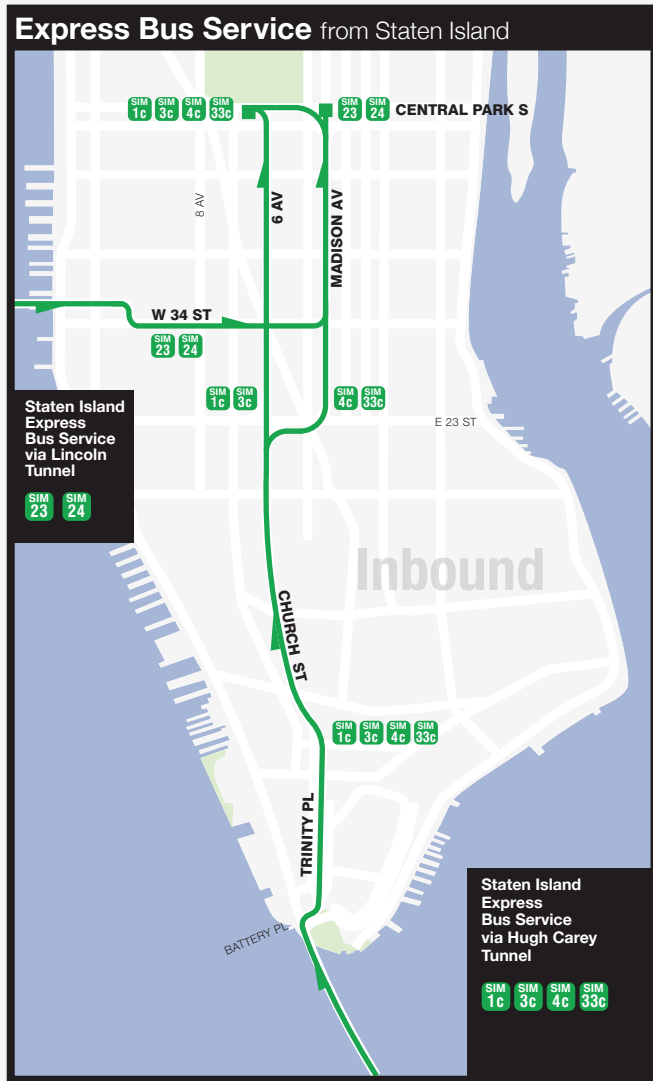 Express Bus Service from Staten Island
SIM 1c SIM 3c SIM 4c SIM 33c
SIM 23 SIM 24
CENTRAL PARK S
8 AV
6 AV
MADISON AV
W 34 ST
SIM 23 SIM 24
SIM 1c SIM 3c
SIM 4c SIM 33c
E 23 ST
Staten Island
Express
Bus Service
via Lincoln
Tunnel
SIM 23 SIM 24
Inbound
CHURCH ST
SIM 1c SIM 3c SIM 4c SIM 33c
TRINITY PL
BATTERY PL
Staten Island
Express
Bus Service
via Hugh Carey
Tunnel
SIM 1c SIM 3c SIM 4c SIM 33c